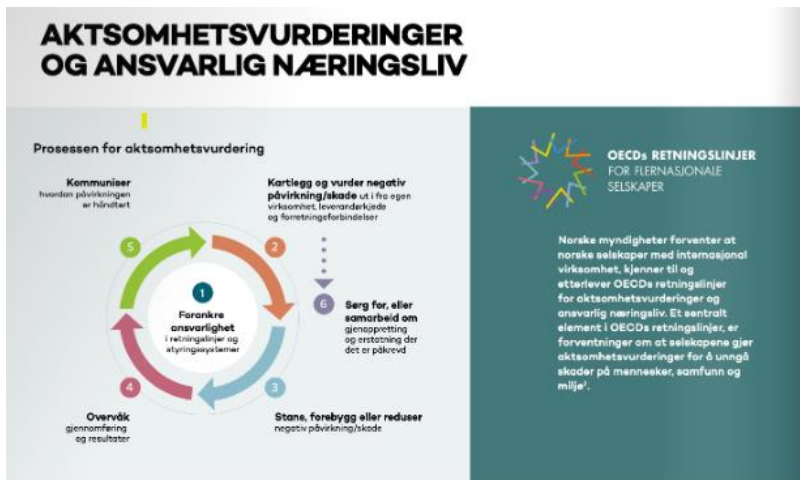 AKTSOMHETSVURDERINGER
OG ANSVARLIG NÆRINGSLIV
Prosessen for aktsomhetsvurdering
Kommuniser
hvordan påvirkningen
er håndtert
Kartlegg og vurder negativ
påvirkning/skade ut i fra egen
virksomhet, leverandørkjede
og forretningsforbindelser
5
2
1
Forankre
ansvarlighet
i retningslinjer og
styringssystemer
6
Sørg for, eller
samarbeid om
gjenoppretting
og erstatning der
det er påkrevd
4
3
Overvåk
gjennomføring
og resultater
Stans, forebygg eller reduser
negativ påvirkning/skade
OECDs RETNINGSLINJER
FOR FLERNASJONALE
SELSKAPER
Norske myndigheter forventer at
norske selskaper med internasjonal
virksomhet, kjenner til og
etterlever OECDs retningslinjer
for aktsomhetsvurderinger og
ansvarlig næringsliv. Et sentralt
element i OECDs retningslinjer, er
forventninger om at selskapene gjør
aktsomhetsvurderinger for å unngå
skader på mennesker, samfunn og
miljø.